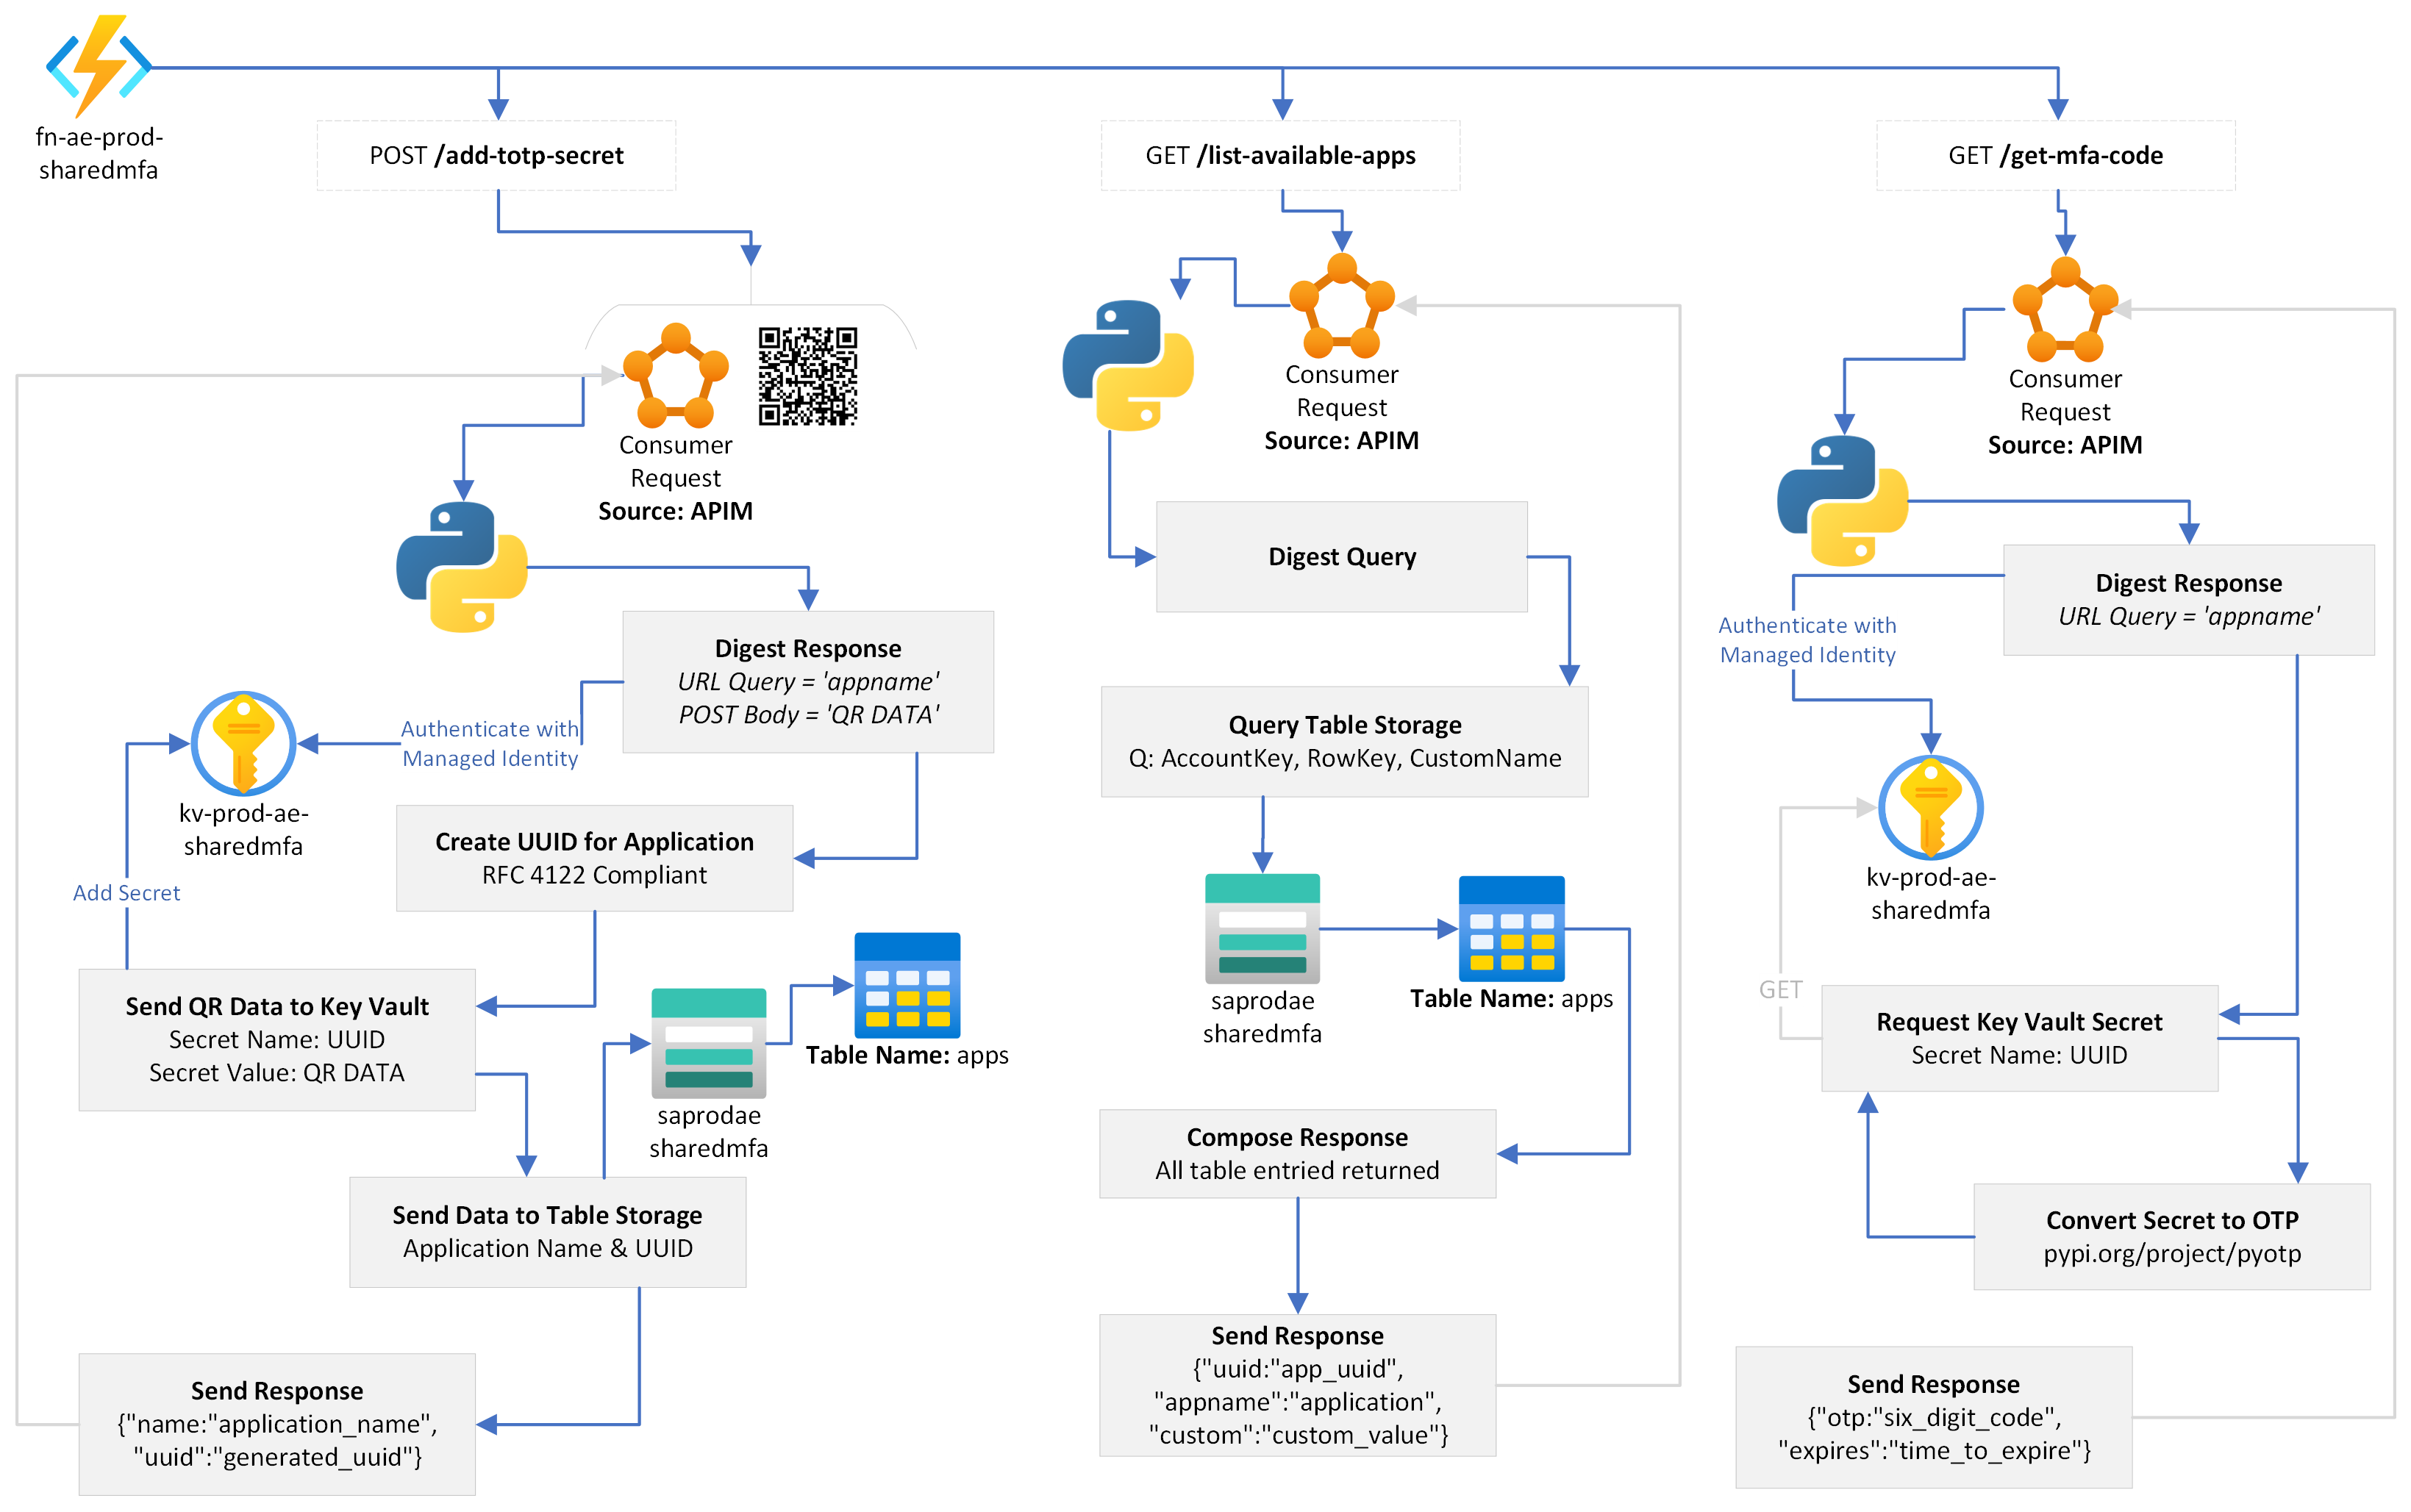 fn-ae-prod-
sharedmfa
POST /add-totp-secret
GET /list-available-apps
GET /get-mfa-code
Consumer
Request
Source: APIM
Digest Response
URL Query = 'appname'
POST Body = 'QR DATA'
Authenticate with
Managed Identity
kv-prod-ae-
sharedmfa
Create UUID for Application
RFC 4122 Compliant
Add Secret
Send QR Data to Key Vault
Secret Name: UUID
Secret Value: QR DATA
saprodae
sharedmfa
Table Name: apps
Send Data to Table Storage
Application Name & UUID
Send Response
{"name:"application_name",
"uuid":"generated_uuid"}
Consumer
Request
Source: APIM
Digest Query
Query Table Storage
Q: AccountKey, RowKey, CustomName
saprodae
sharedmfa
Table Name: apps
Compose Response
All table entried returned
Send Response
{"uuid:"app_uuid",
"appname":"application",
"custom":"custom_value"}
Consumer
Request
Source: APIM
Digest Response
URL Query = 'appname'
Authenticate with
Managed Identity
kv-prod-ae-
sharedmfa
GET
Request Key Vault Secret
Secret Name: UUID
Convert Secret to OTP
pypi.org/project/pyotp
Send Response
{"otp:"six_digit_code",
"expires":"time_to_expire"}